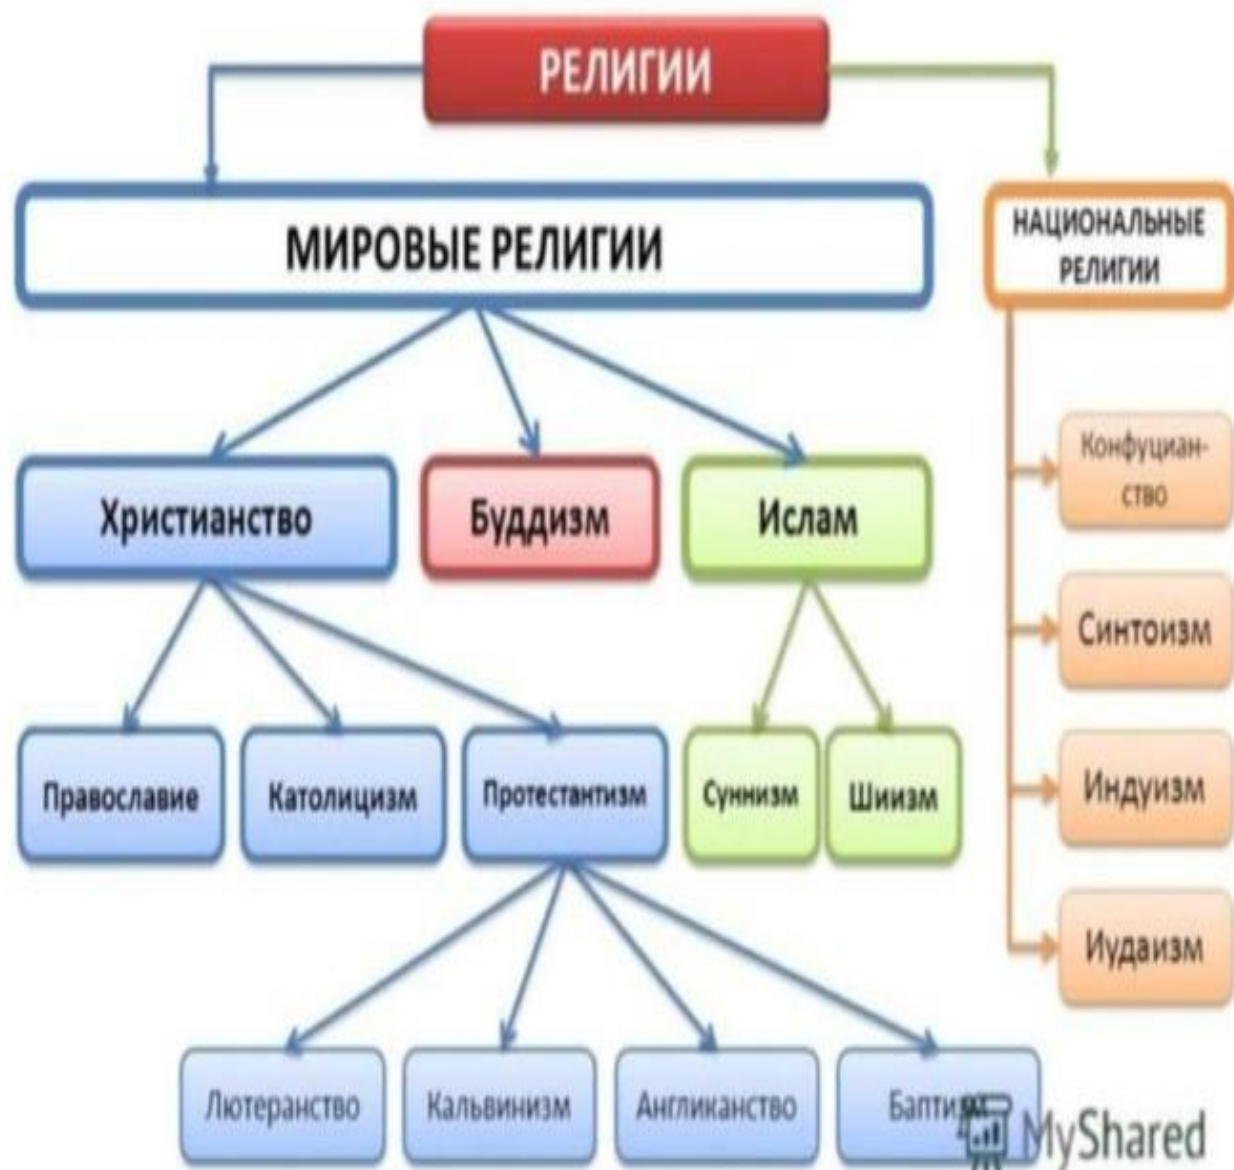 РЕЛИГИИ
МИРОВЫЕ РЕЛИГИИ
НАЦИОНАЛЬНЫЕ
РЕЛИГИИ
Христианство
Буддизм
Ислам
Конфуциан-
ство
Синтоизм
Индуизм
Иудаизм
Православие
Католицизм
Протестантизм
Суннизм
Шиизм
Лютеранство
Кальвинизм
Англиканство
Баптизм
MyShared